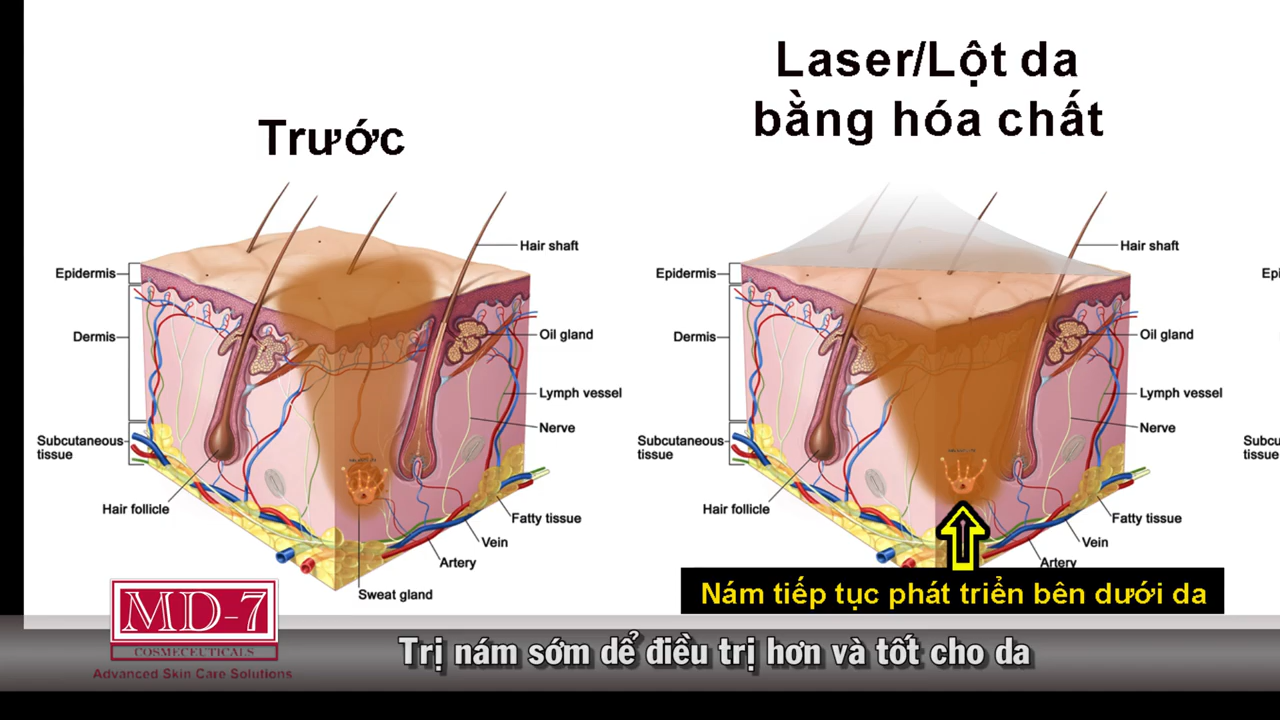 Laser/Lột da
bằng hóa chất
Trước
Hair shaft
Epidermis
Dermis
Oil gland
Lymph vessel
Nerve
Subcutaneous
tissue
Hair follicle
Fatty tissue
Vein
Artery
Sweat gland
Hair shaft
Epidermis
Dermis
Oil gland
Lymph vessel
Nerve
Subcutaneous
tissue
Hair follicle
Fatty tissue
Vein
Artery
Epi
Subc
tissue
Nám tiếp tục phát triển bên dưới da
MD-7
COSMECEUTICALS
Advanced Skin Care Solutions
Trị nám sớm dể điều trị hơn và tốt cho da